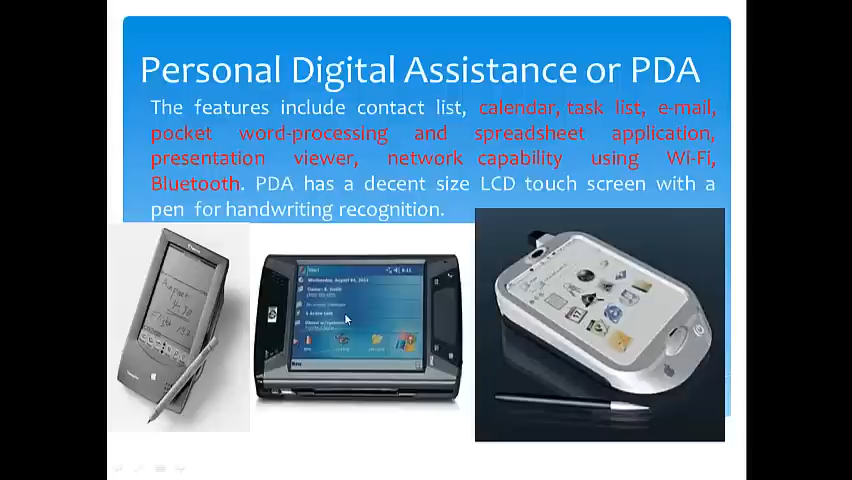 Personal Digital Assistance or PDA
The features include contact list, calendar, task list, e-mail,
pocket word-processing and spreadsheet application,
presentation viewer, network capability using Wi-Fi,
Bluetooth. PDA has a decent size LCD touch screen with a
pen for handwriting recognition.
Start
hp